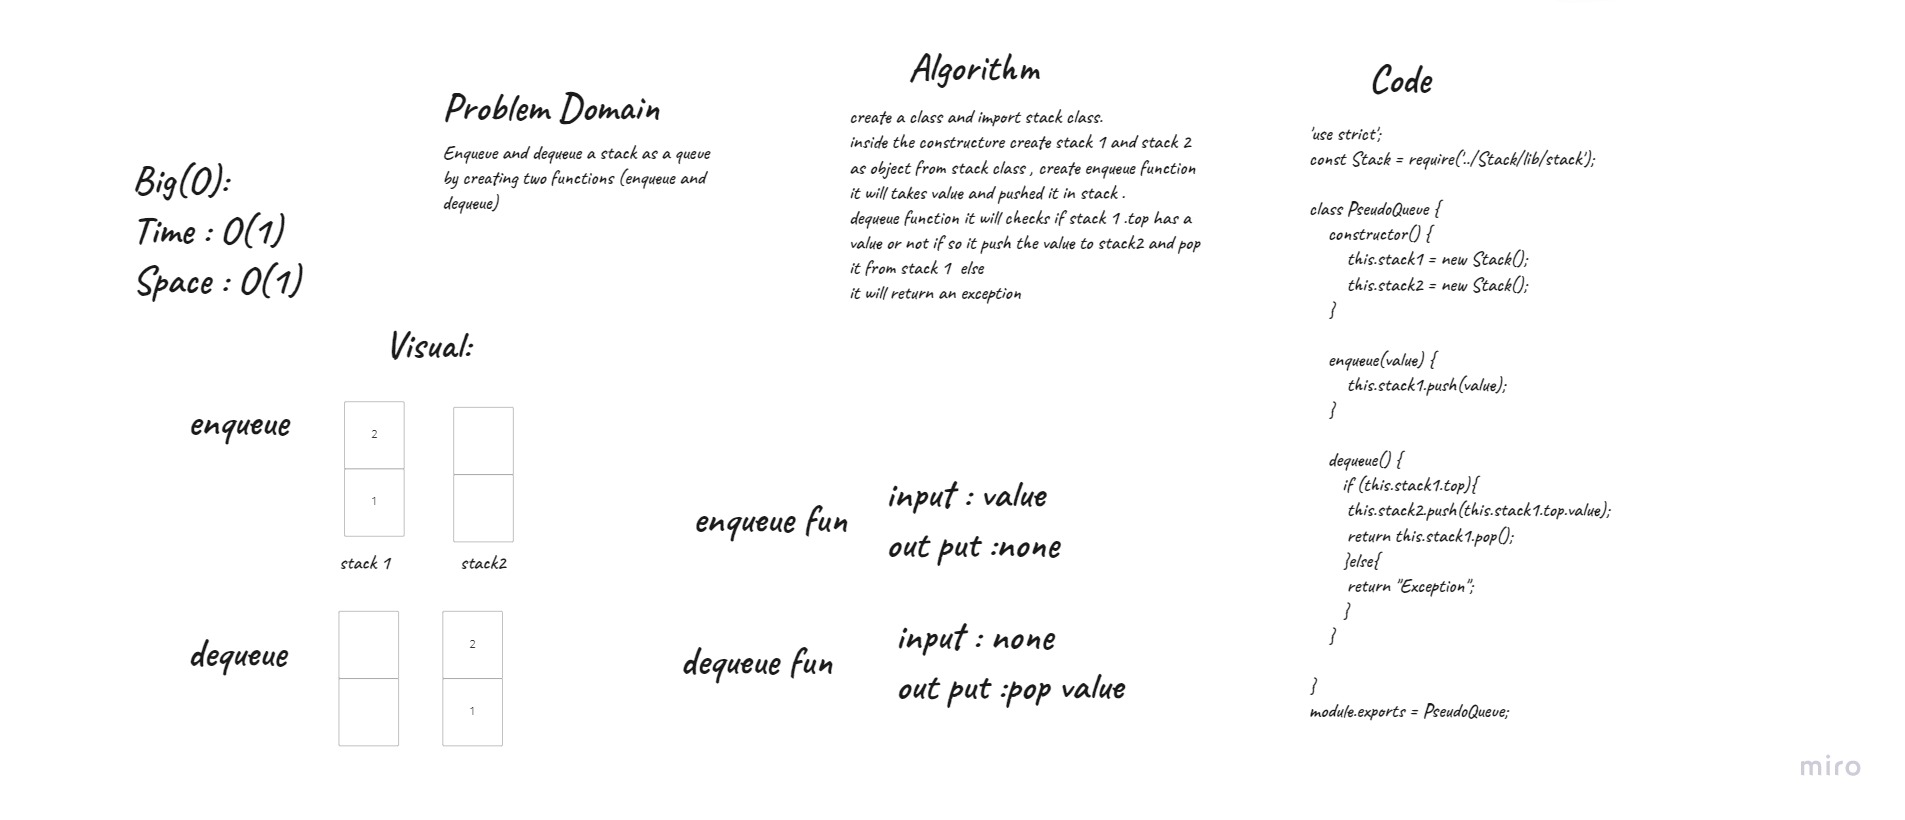 Big(O):
Time : O(1)
Space : O(1)
Problem Domain
Enqueue and dequeue a stack as a queue
by creating two functions (enqueue and
dequeue)
Visual:
enqueue
2
1
stack 1
stack2
dequeue
2
1
enqueue fun
input : value
out put :none
dequeue fun
input : none
out put :pop value
Algorithm
create a class and import stack class.
inside the constructure create stack 1 and stack 2
as object from stack class , create enqueue function
it will takes value and pushed it in stack .
dequeue function it will checks if stack 1 .top has a
value or not if so it push the value to stack2 and pop
it from stack 1 else
it will return an exception
Code
'use strict';
const Stack = require('../Stack/lib/stack');
class PseudoQueue {
constructor() {
this.stack1 = new Stack();
this.stack2 = new Stack();
}
enqueue(value) {
this.stack1.push(value);
}
dequeue() {
if (this.stack1.top){
this.stack2.push(this.stack1.top.value);
return this.stack1.pop();
}else{
return "Exception";
}
}
}
module.exports = PseudoQueue;
miro